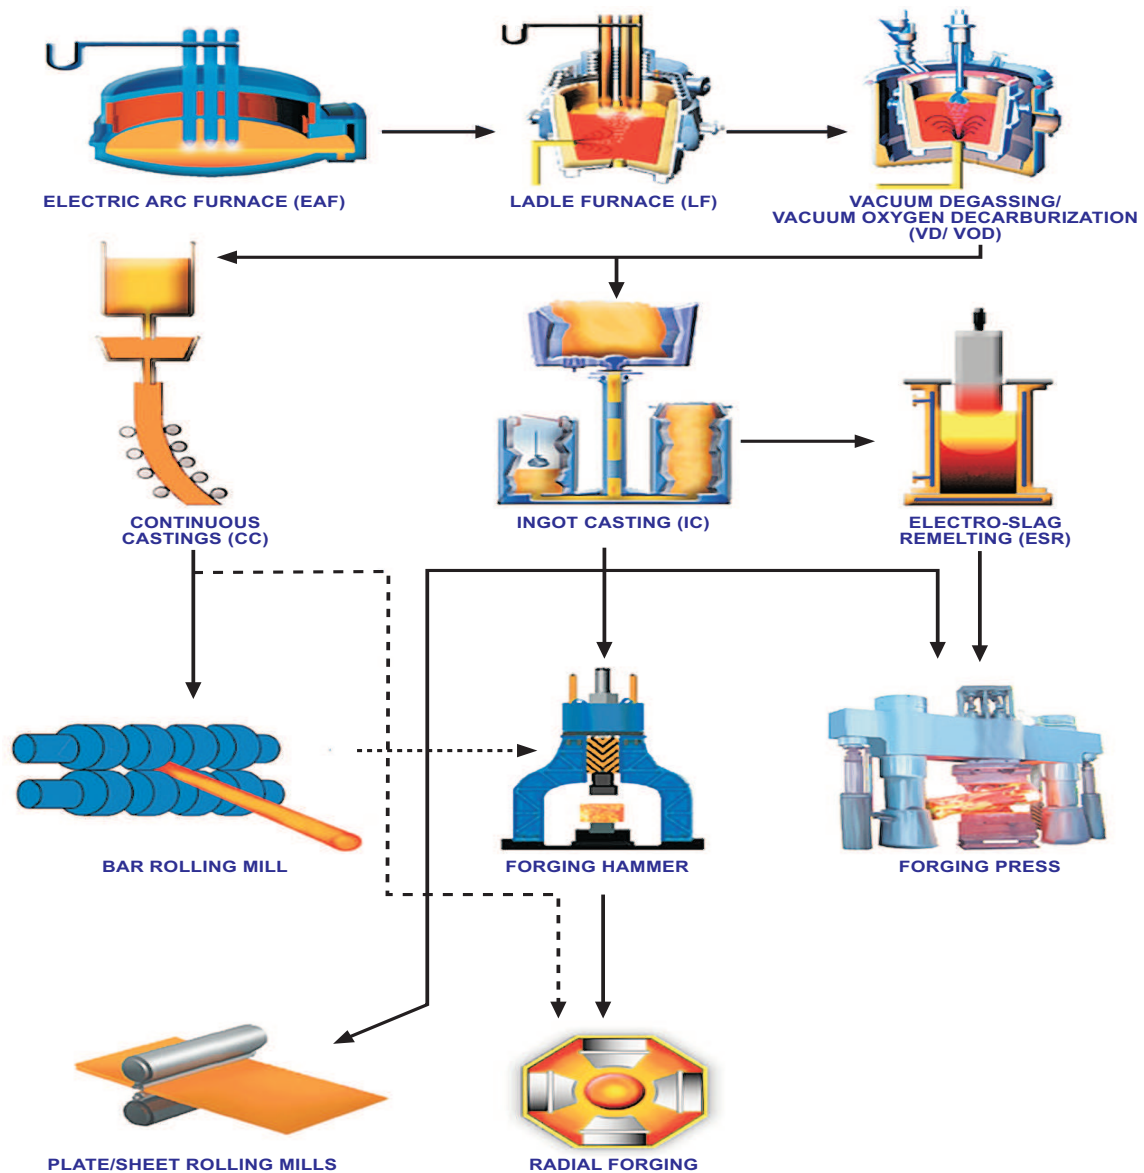 ELECTRIC ARC FURNACE (EAF)
LADLE FURNACE (LF)
VACUUM DEGASSING/
VACUUM OXYGEN DECARBURIZATION
(VD/ VOD)
CONTINUOUS
CASTINGS (CC)
INGOT CASTING (IC)
ELECTRO-SLAG
REMELTING (ESR)
BAR ROLLING MILL
FORGING HAMMER
FORGING PRESS
PLATE/SHEET ROLLING MILLS
RADIAL FORGING